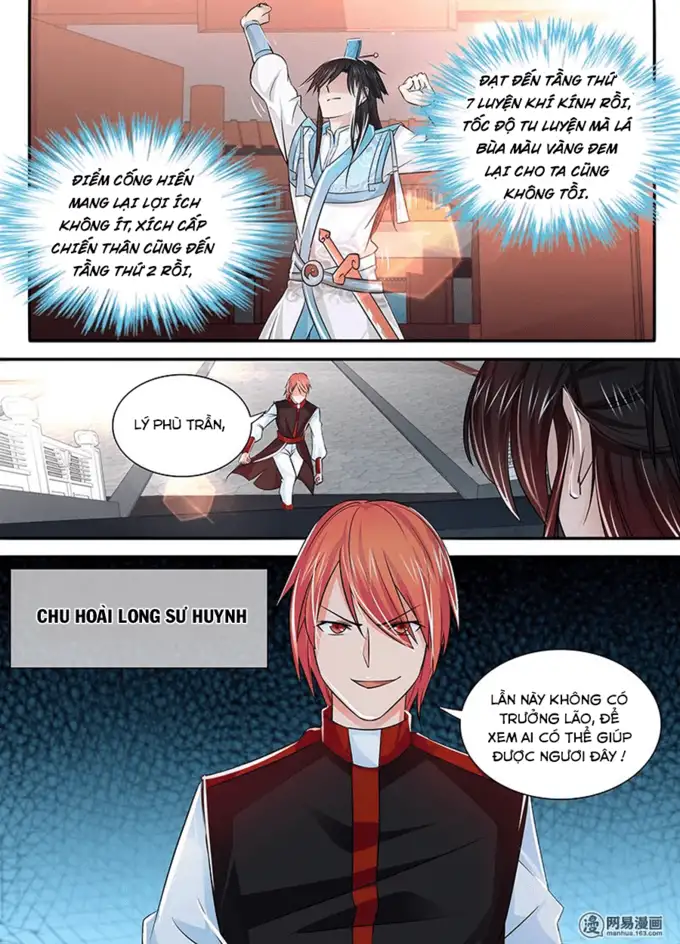 ĐẠT ĐẾN TẦNG THỨ
7 LUYỆN KHÍ KÍNH RỒI,
TỐC ĐỘ TU LUYỆN MÀ LÁ
BÙA MÀU VÀNG ĐEM
LẠI CHO TA CŨNG
KHÔNG TỒI.
ĐIỂM CỐNG HIẾN
MANG LẠI LỢI ÍCH
KHÔNG ÍT, XÍCH CẤP
CHIẾN THÂN CŨNG ĐẾN
TẦNG THỨ 2 RỒI,
LÝ PHÙ TRẦN,
CHU HOÀI LONG SƯ HUYNH
LẦN NÀY KHÔNG CÓ
TRƯỞNG LÃO, ĐỂ
XEM AI CÓ THỂ GIÚP
ĐƯỢC NGƯƠI ĐÂY !
漫 网易漫画
manhua.163.com